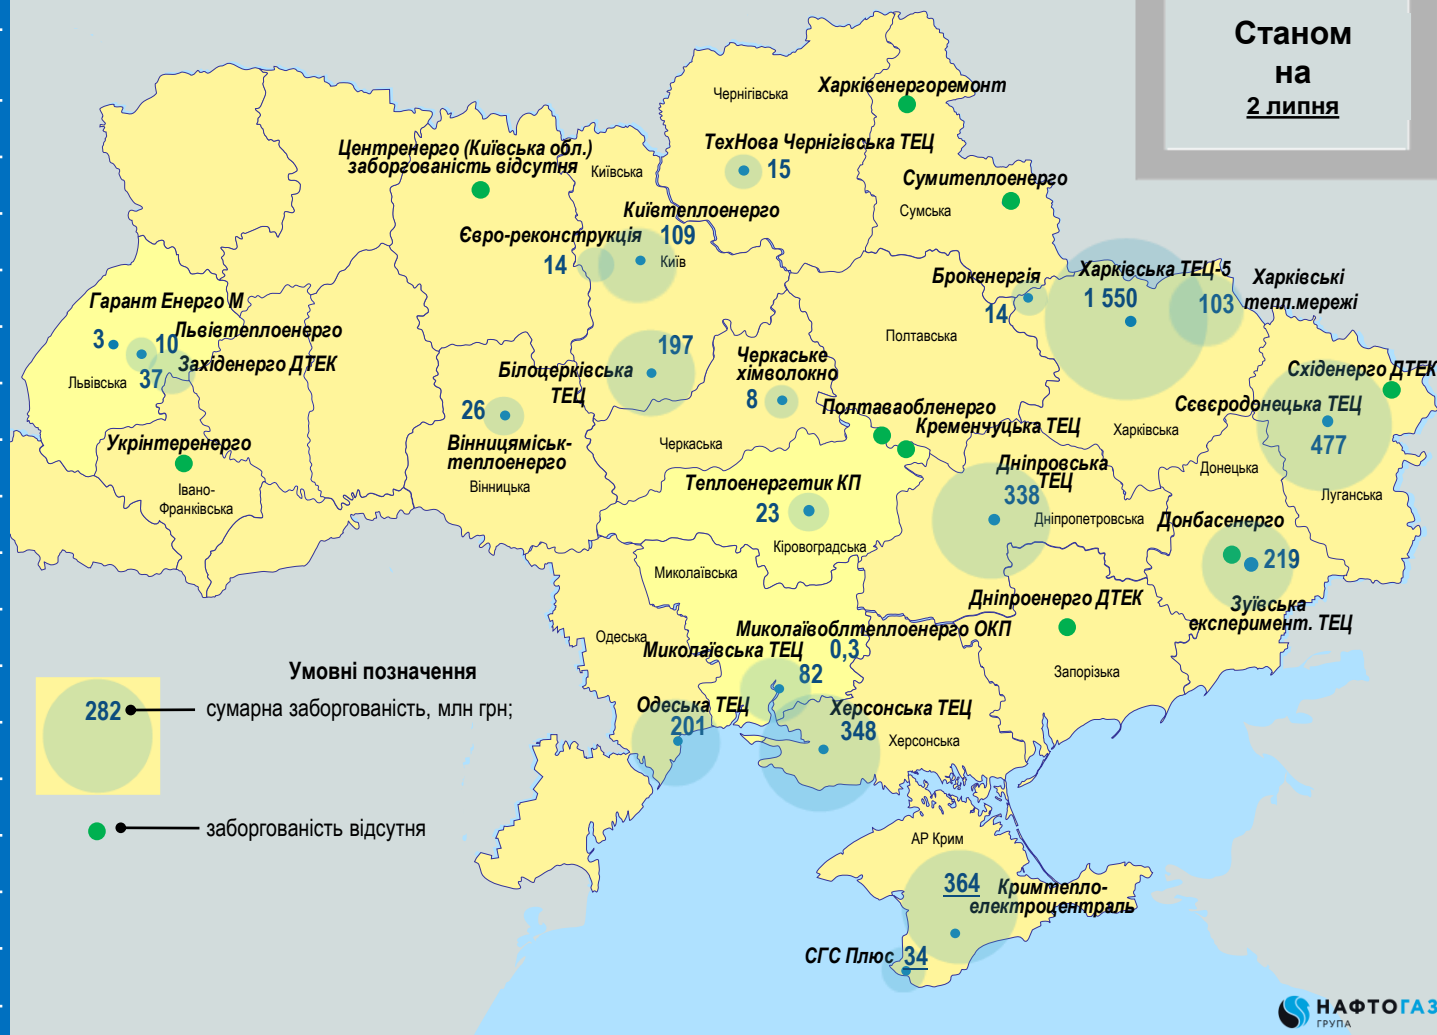 Станом
на
2 липня
Чернігівська
Харківенергоремонт
Центренерго (Київська обл.)
заборгованість відсутня
Київська
ТехНова Чернігівська ТЕЦ
15
Сумитеплоенерго
Сумська
Київтеплоенерго
Євро-реконструкція
109
14
Київ
Брокенергія
14
Харківська ТЕЦ-5
1 550
103
Харківські
тепл.мережі
Гарант Енерго М
3
10
Львівтеплоенерго
Західенерго ДТЕК
Львівська
37
Полтавська
197
Білоцерківська
ТЕЦ
Черкаське
хімволокно
8
Східенерго ДТЕК
Сєвєродонецька ТЕЦ
477
26
Вінницяміськ-
теплоенерго
Вінницька
Черкаська
Полтаваобленерго
Кременчуцька ТЕЦ
Харківська
Укрінтеренерго
Івано-
Франківська
Дніпровська
ТЕЦ
338
Дніпропетровська
Донецька
Луганська
Теплоенергетик КП
23
Кіровоградська
Донбасенерго
219
Зуївська
експеримент. ТЕЦ
Миколаївська
Дніпроенерго ДТЕК
Одеська
Миколаївоблтеплоенерго ОКП
0,3
Миколаївська ТЕЦ
82
Запорізька
Умовні позначення
282
сумарна заборгованість, млн грн;
Одеська ТЕЦ
201
Херсонська ТЕЦ
348
Херсонська
заборгованість відсутня
АР Крим
364
Кримтепло-
електроцентраль
СГС Плюс
34
НАФТОГАЗ
ГРУПА